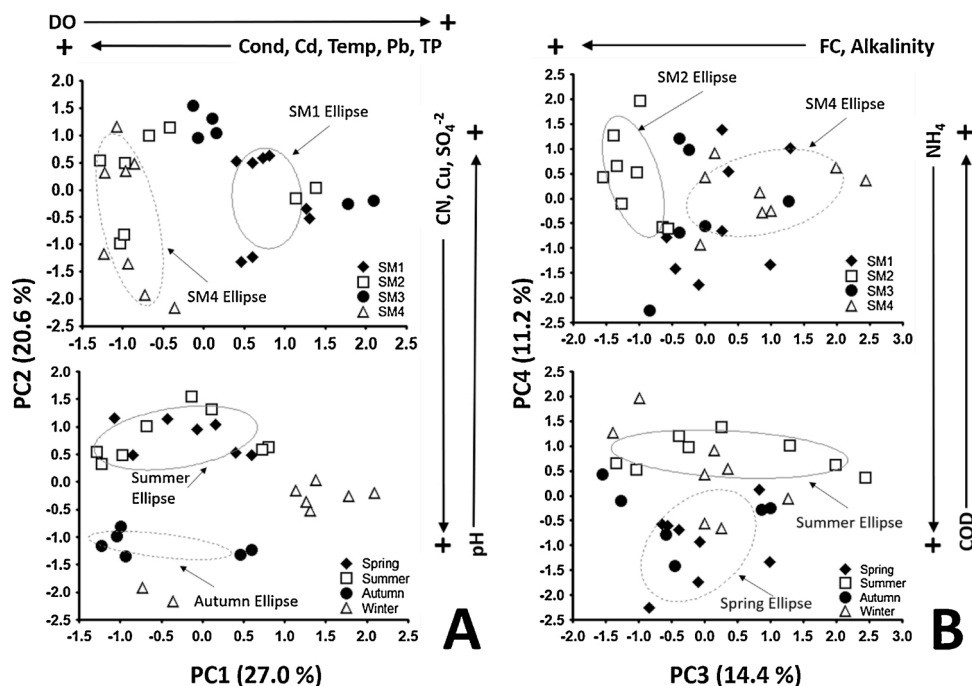 DO
+
+
Cond, Cd, Temp, Pb, TP
2.0
1.5
1.0
0.5
0.0
-0.5
-1.0
-1.5
-2.0
-2.5
-1.5 -1.0 -0.5 0.0 0.5 1.0 1.5 2.0 2.5
SM1 Ellipse
SM4 Ellipse
SM1
SM2
SM3
SM4
PC2 (20.6 %)
2.0
1.5
1.0
0.5
0.0
-0.5
-1.0
-1.5
-2.0
-2.5
-1.5 -1.0 -0.5 0.0 0.5 1.0 1.5 2.0 2.5
Summer
Ellipse
Autumn Ellipse
Spring
Summer
Autumn
Winter
PC1 (27.0 %)
CN, Cu, SO₄⁻²
+
+
pH
A
+
FC, Alkalinity
2.5
2.0
1.5
1.0
0.5
0.0
-0.5
-1.0
-1.5
-2.0
-2.5
-2.0 -1.5 -1.0 -0.5 0.0 0.5 1.0 1.5 2.0 2.5 3.0
SM2 Ellipse
SM4 Ellipse
SM1
SM2
SM3
SM4
PC4 (11.2 %)
2.5
2.0
1.5
1.0
0.5
0.0
-0.5
-1.0
-1.5
-2.0
-2.5
-2.0 -1.5 -1.0 -0.5 0.0 0.5 1.0 1.5 2.0 2.5 3.0
Summer Ellipse
Spring Ellipse
Spring
Summer
Autumn
Winter
PC3 (14.4 %)
NH₄
+
+
COD
B